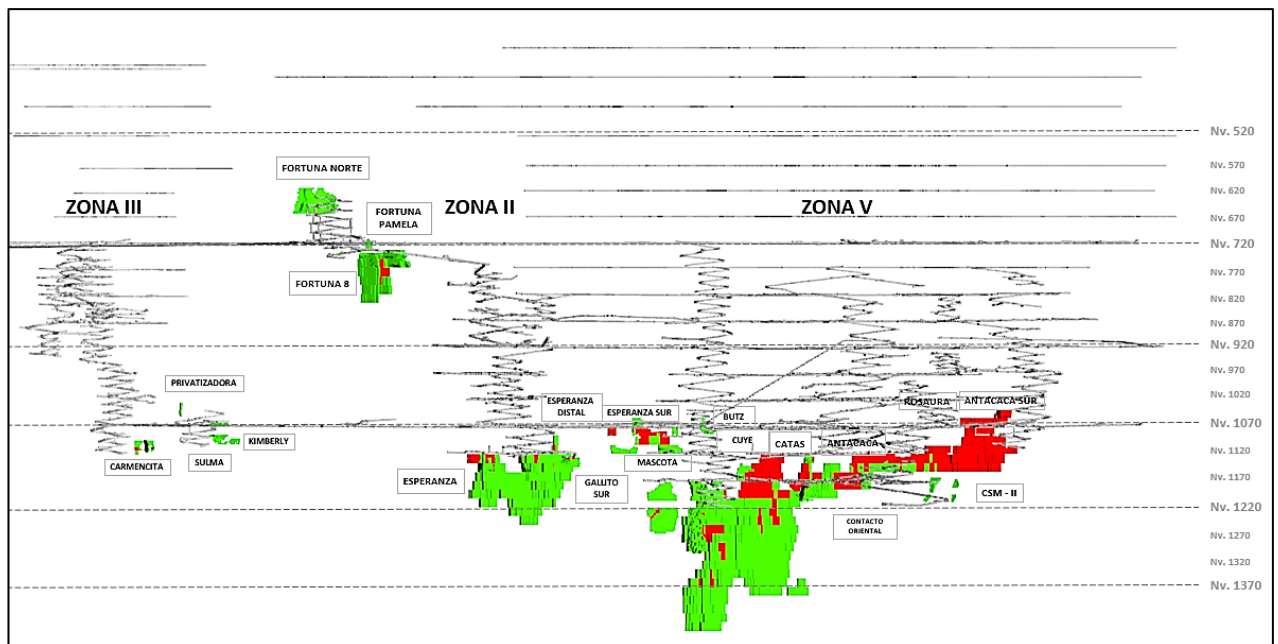 Nv. 520
Nv. 570
FORTUNA NORTE
Nv. 620
ZONA III
ZONA II
ZONA V
FORTUNA
PAMELA
Nv. 670
Nv. 720
Nv. 770
FORTUNA 8
Nv. 820
Nv. 870
Nv. 920
Nv. 970
PRIVATIZADORA
Nv. 1020
ESPERANZA
DISTAL
ESPERANZA SUR
BUTZ
ROSAURA
ANTACACA SUR
Nv. 1070
KIMBERLY
CUYE
CATAS
ANTACACA
Nv. 1120
CARMENCITA
SULMA
MASCOTA
Nv. 1170
ESPERANZA
GALLITO
SUR
CSM - II
Nv. 1220
CONTACTO
ORIENTAL
Nv. 1270
Nv. 1320
Nv. 1370